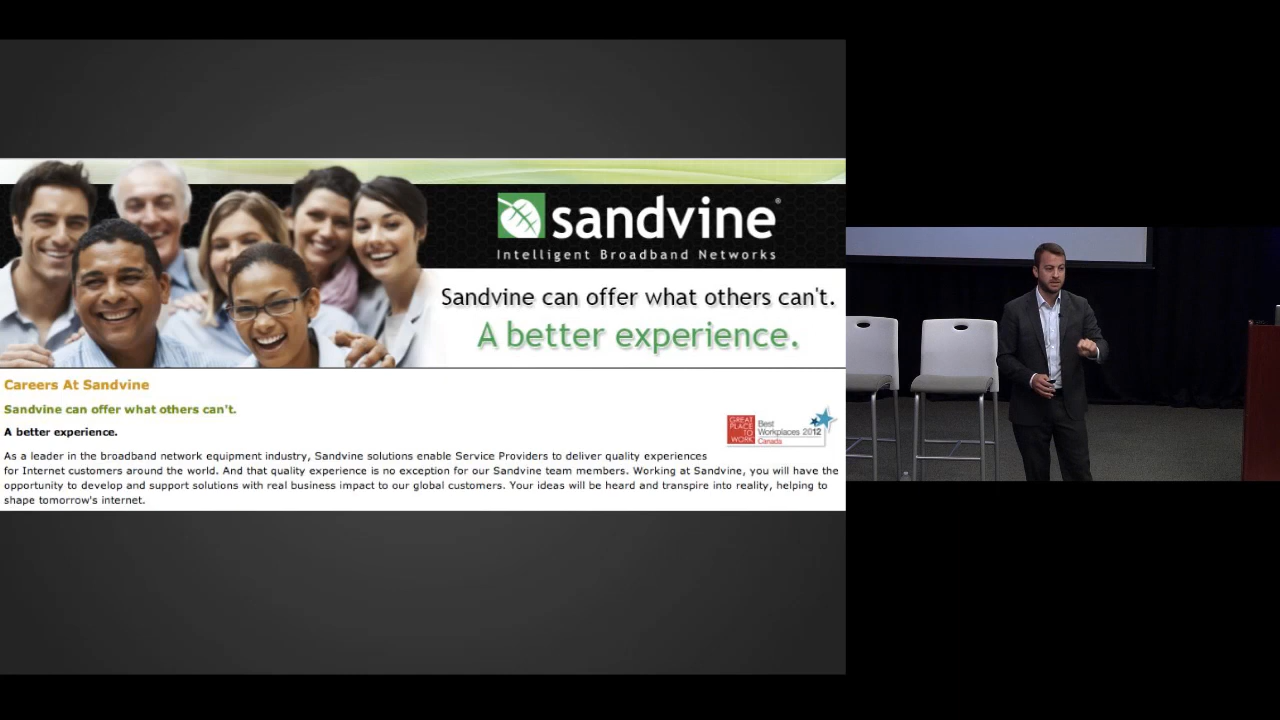 sandvine®
Intelligent Broadband Networks
Sandvine can offer what others can't.
A better experience.
Careers At Sandvine
Sandvine can offer what others can't.
A better experience.
GREAT
PLACE
TO
WORK
Best
Workplaces 2012
Canada
As a leader in the broadband network equipment industry, Sandvine solutions enable Service Providers to deliver quality experiences
for Internet customers around the world. And that quality experience is no exception for our Sandvine team members. Working at Sandvine, you will have the
opportunity to develop and support solutions with real business impact to our global customers. Your ideas will be heard and transpire into reality, helping to
shape tomorrow's internet.